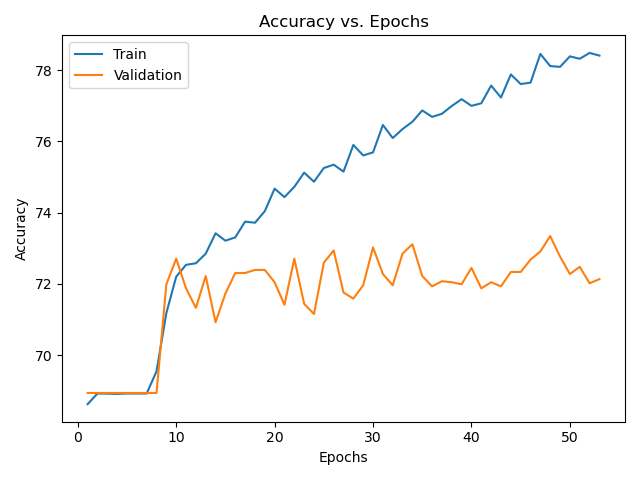 Accuracy vs. Epochs
Train
Validation
78
76
74
72
70
Accuracy
0 10 20 30 40 50
Epochs